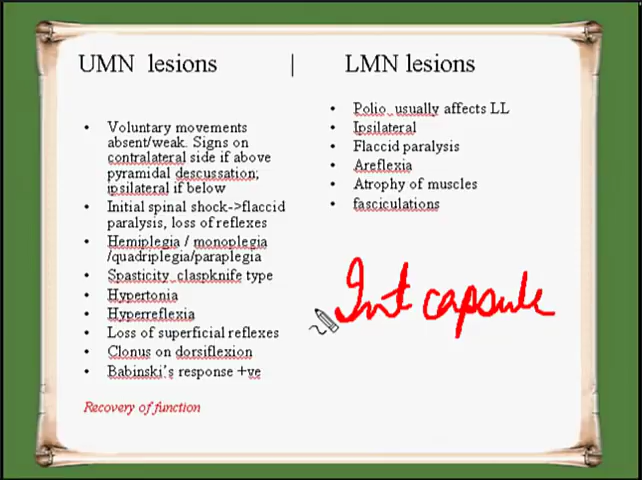 UMN lesions | LMN lesions
• Voluntary movements
absent/weak. Signs on
contralateral side if above
pyramidal descussation;
ipsilateral if below
• Initial spinal shock->flaccid
paralysis, loss of reflexes
• Hemiplegia / monoplegia
/quadriplegia/paraplegia
• Spasticity claspknife type
• Hypertonia
• Hyperreflexia
• Loss of superficial reflexes
• Clonus on dorsiflexion
• Babinski's response +ve
Recovery of function
• Polio usually affects LL
• Ipsilateral
• Flaccid paralysis
• Areflexia
• Atrophy of muscles
• fasciculations
Int capsule